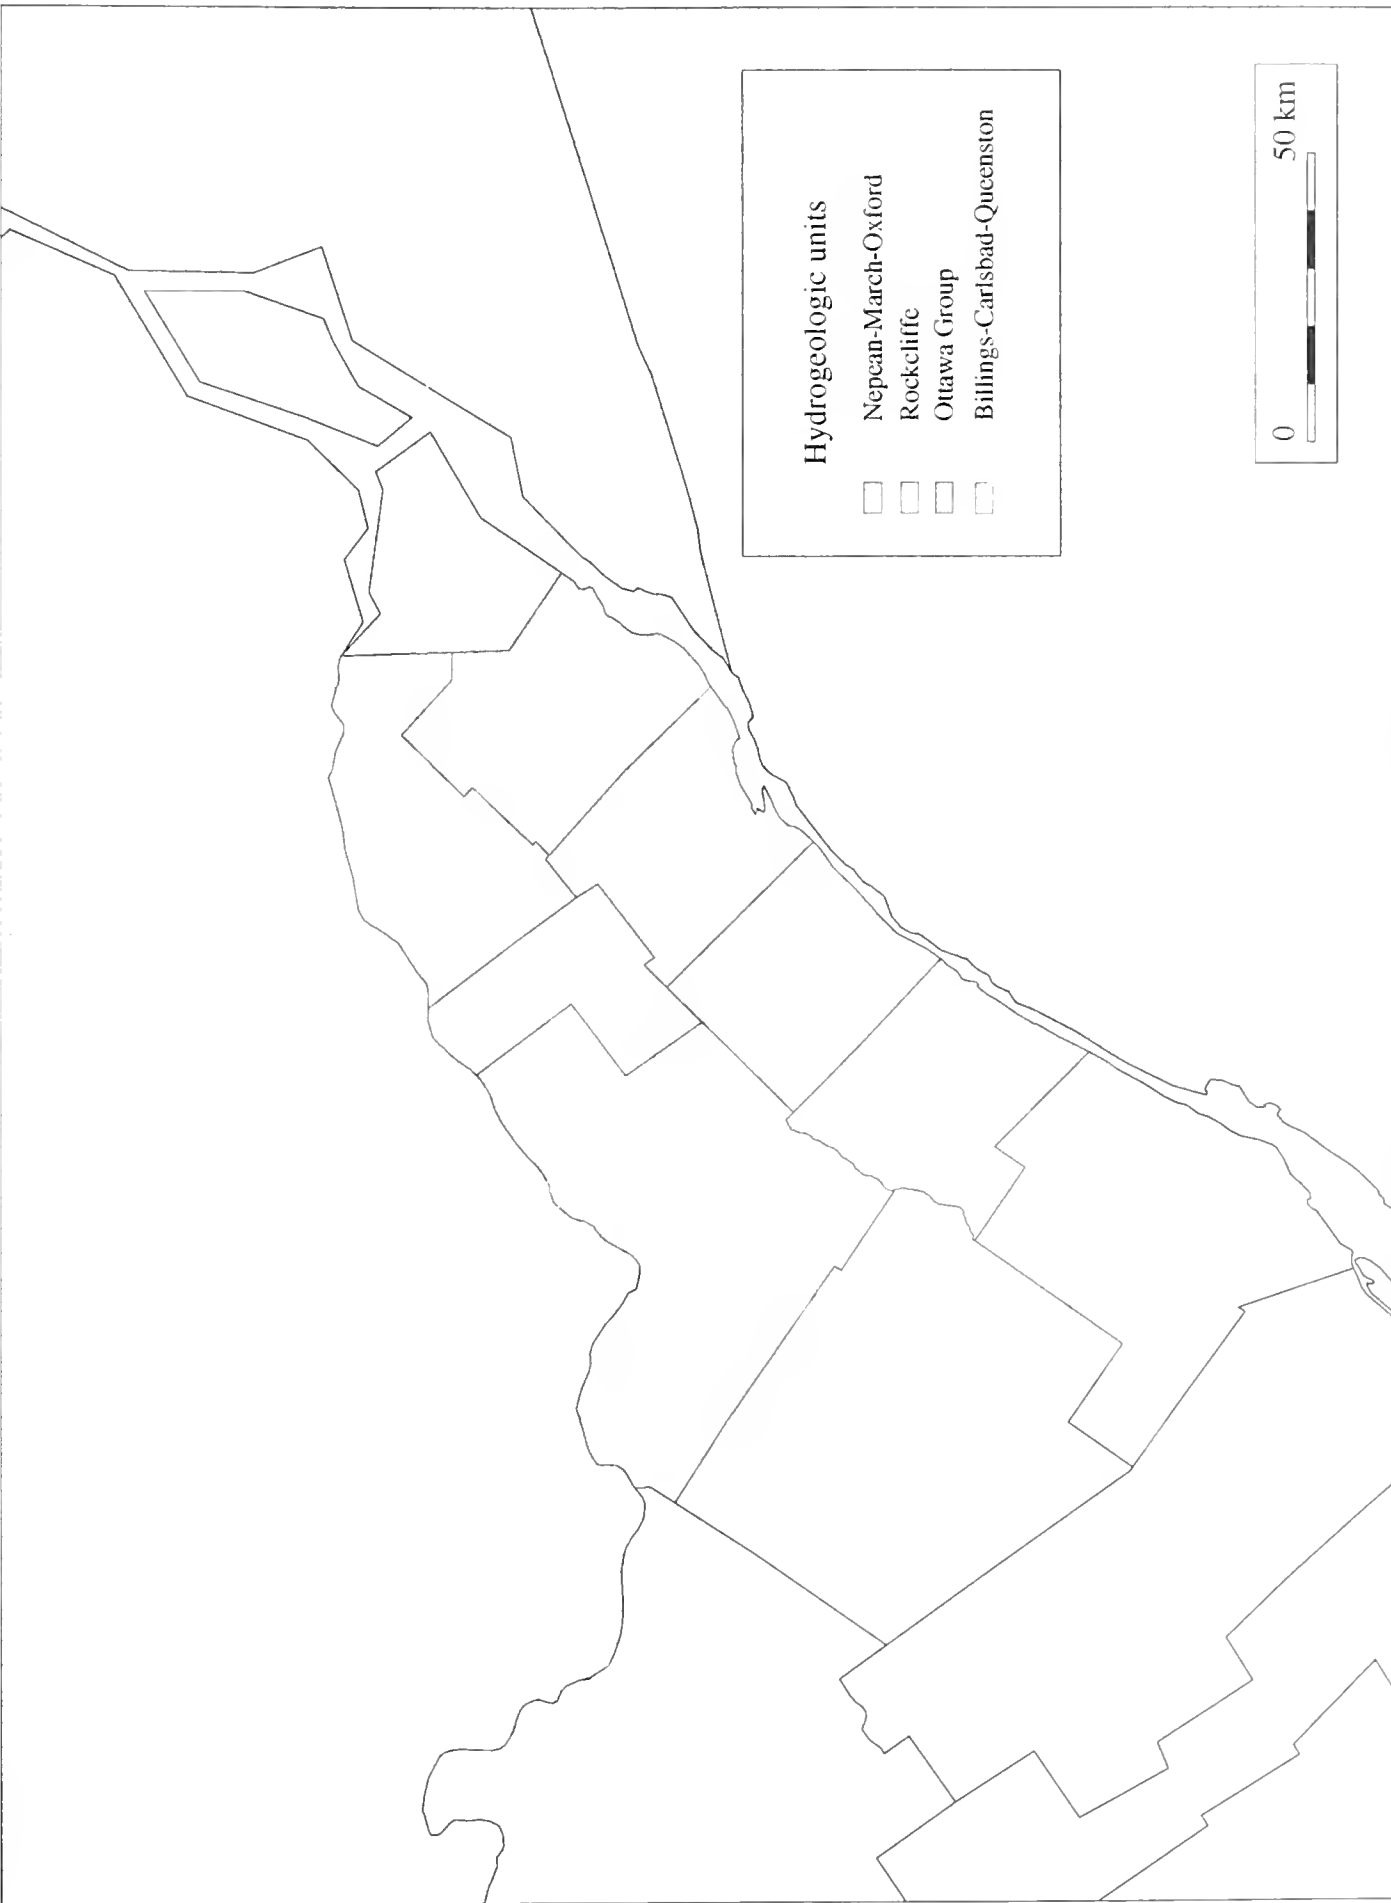 Hydrogeologic units
Nepean-March-Oxford
Rockcliffe
Ottawa Group
Billings-Carlsbad-Queenston
0
50 km